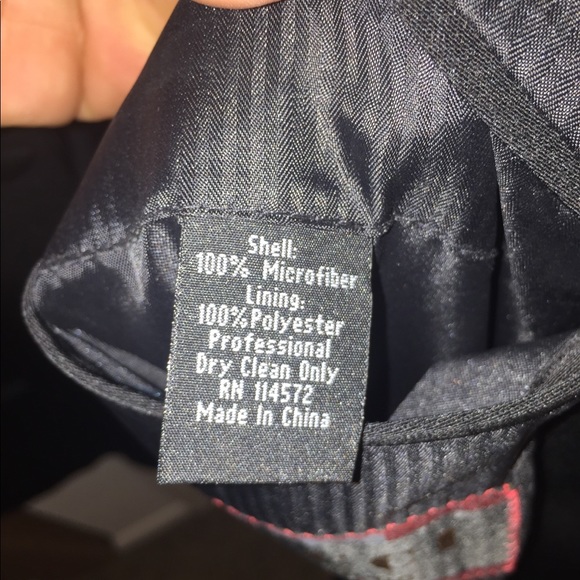 Shell:
100% Microfiber
Lining:
100%Polyester
Professional
Dry Clean Only
RN 114572
Made In China